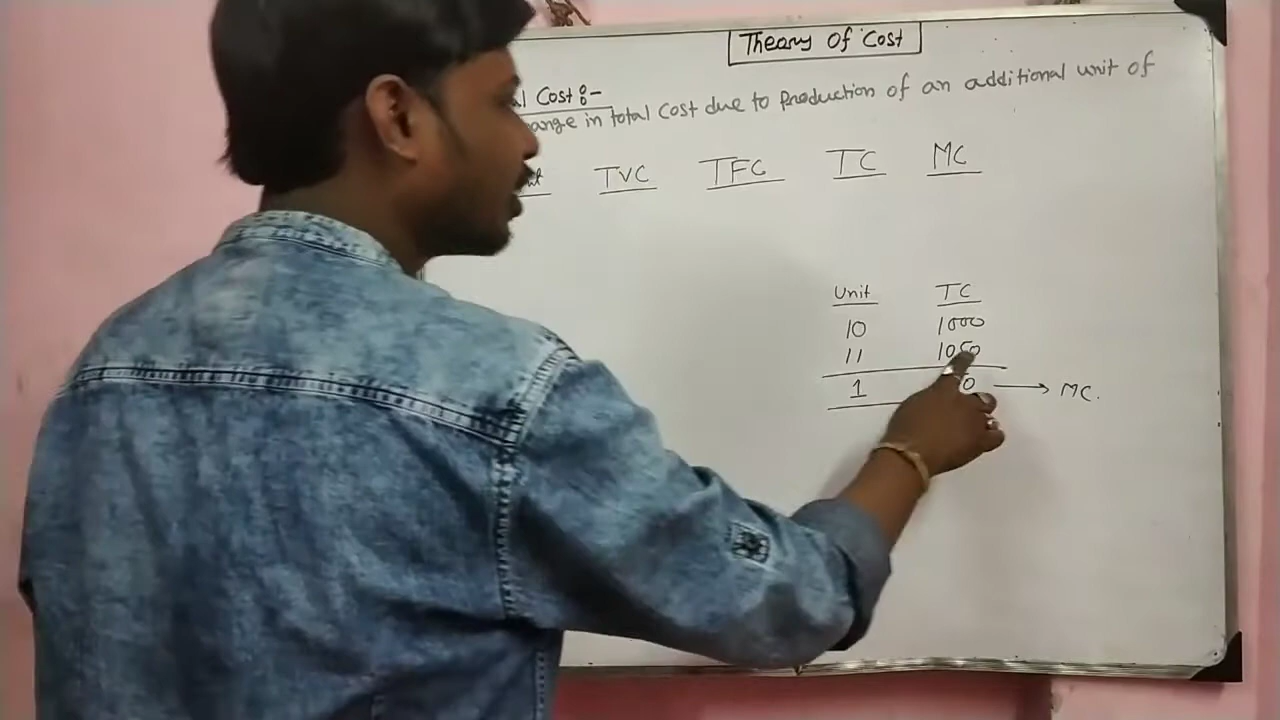 Theory Of Cost
Cost :-
in total Cost due to Production of an additional unit of
TVC TFC TC MC
Unit TC
10 1000
11 1050
1 0 → MC.